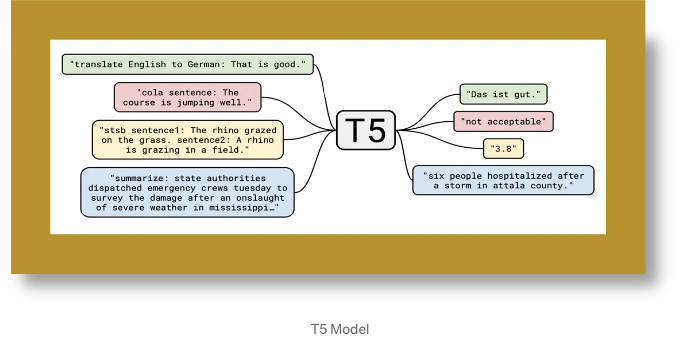 "translate English to German: That is good."
"cola sentence: The
course is jumping well."
"stsb sentence1: The rhino grazed
on the grass. sentence2: A rhino
is grazing in a field."
"summarize: state authorities
dispatched emergency crews tuesday to
survey the damage after an onslaught
of severe weather in mississippi…"
T5
"Das ist gut."
"not acceptable"
"3.8"
"six people hospitalized after
a storm in attala county."
T5 Model